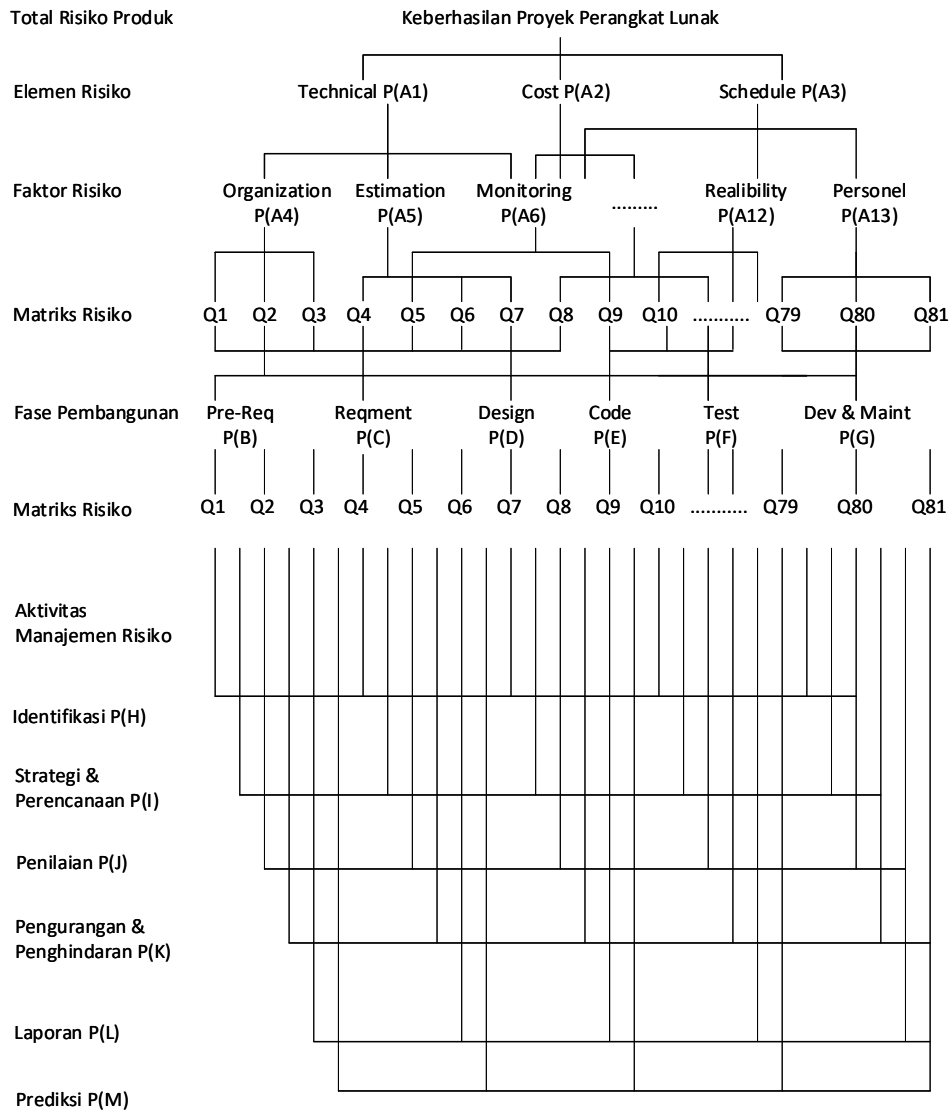 Total Risiko Produk Keberhasilan Proyek Perangkat Lunak
Elemen Risiko Technical P(A1) Cost P(A2) Schedule P(A3)
Faktor Risiko Organization Estimation Monitoring ......... Realibility Personel
P(A4) P(A5) P(A6) P(A12) P(A13)
Matriks Risiko Q1 Q2 Q3 Q4 Q5 Q6 Q7 Q8 Q9 Q10 ........... Q79 Q80 Q81
Fase Pembangunan Pre-Req Reqment Design Code Test Dev & Maint
P(B) P(C) P(D) P(E) P(F) P(G)
Matriks Risiko Q1 Q2 Q3 Q4 Q5 Q6 Q7 Q8 Q9 Q10 ........... Q79 Q80 Q81
Aktivitas
Manajemen Risiko
Identifikasi P(H)
Strategi &
Perencanaan P(I)
Penilaian P(J)
Pengurangan &
Penghindaran P(K)
Laporan P(L)
Prediksi P(M)